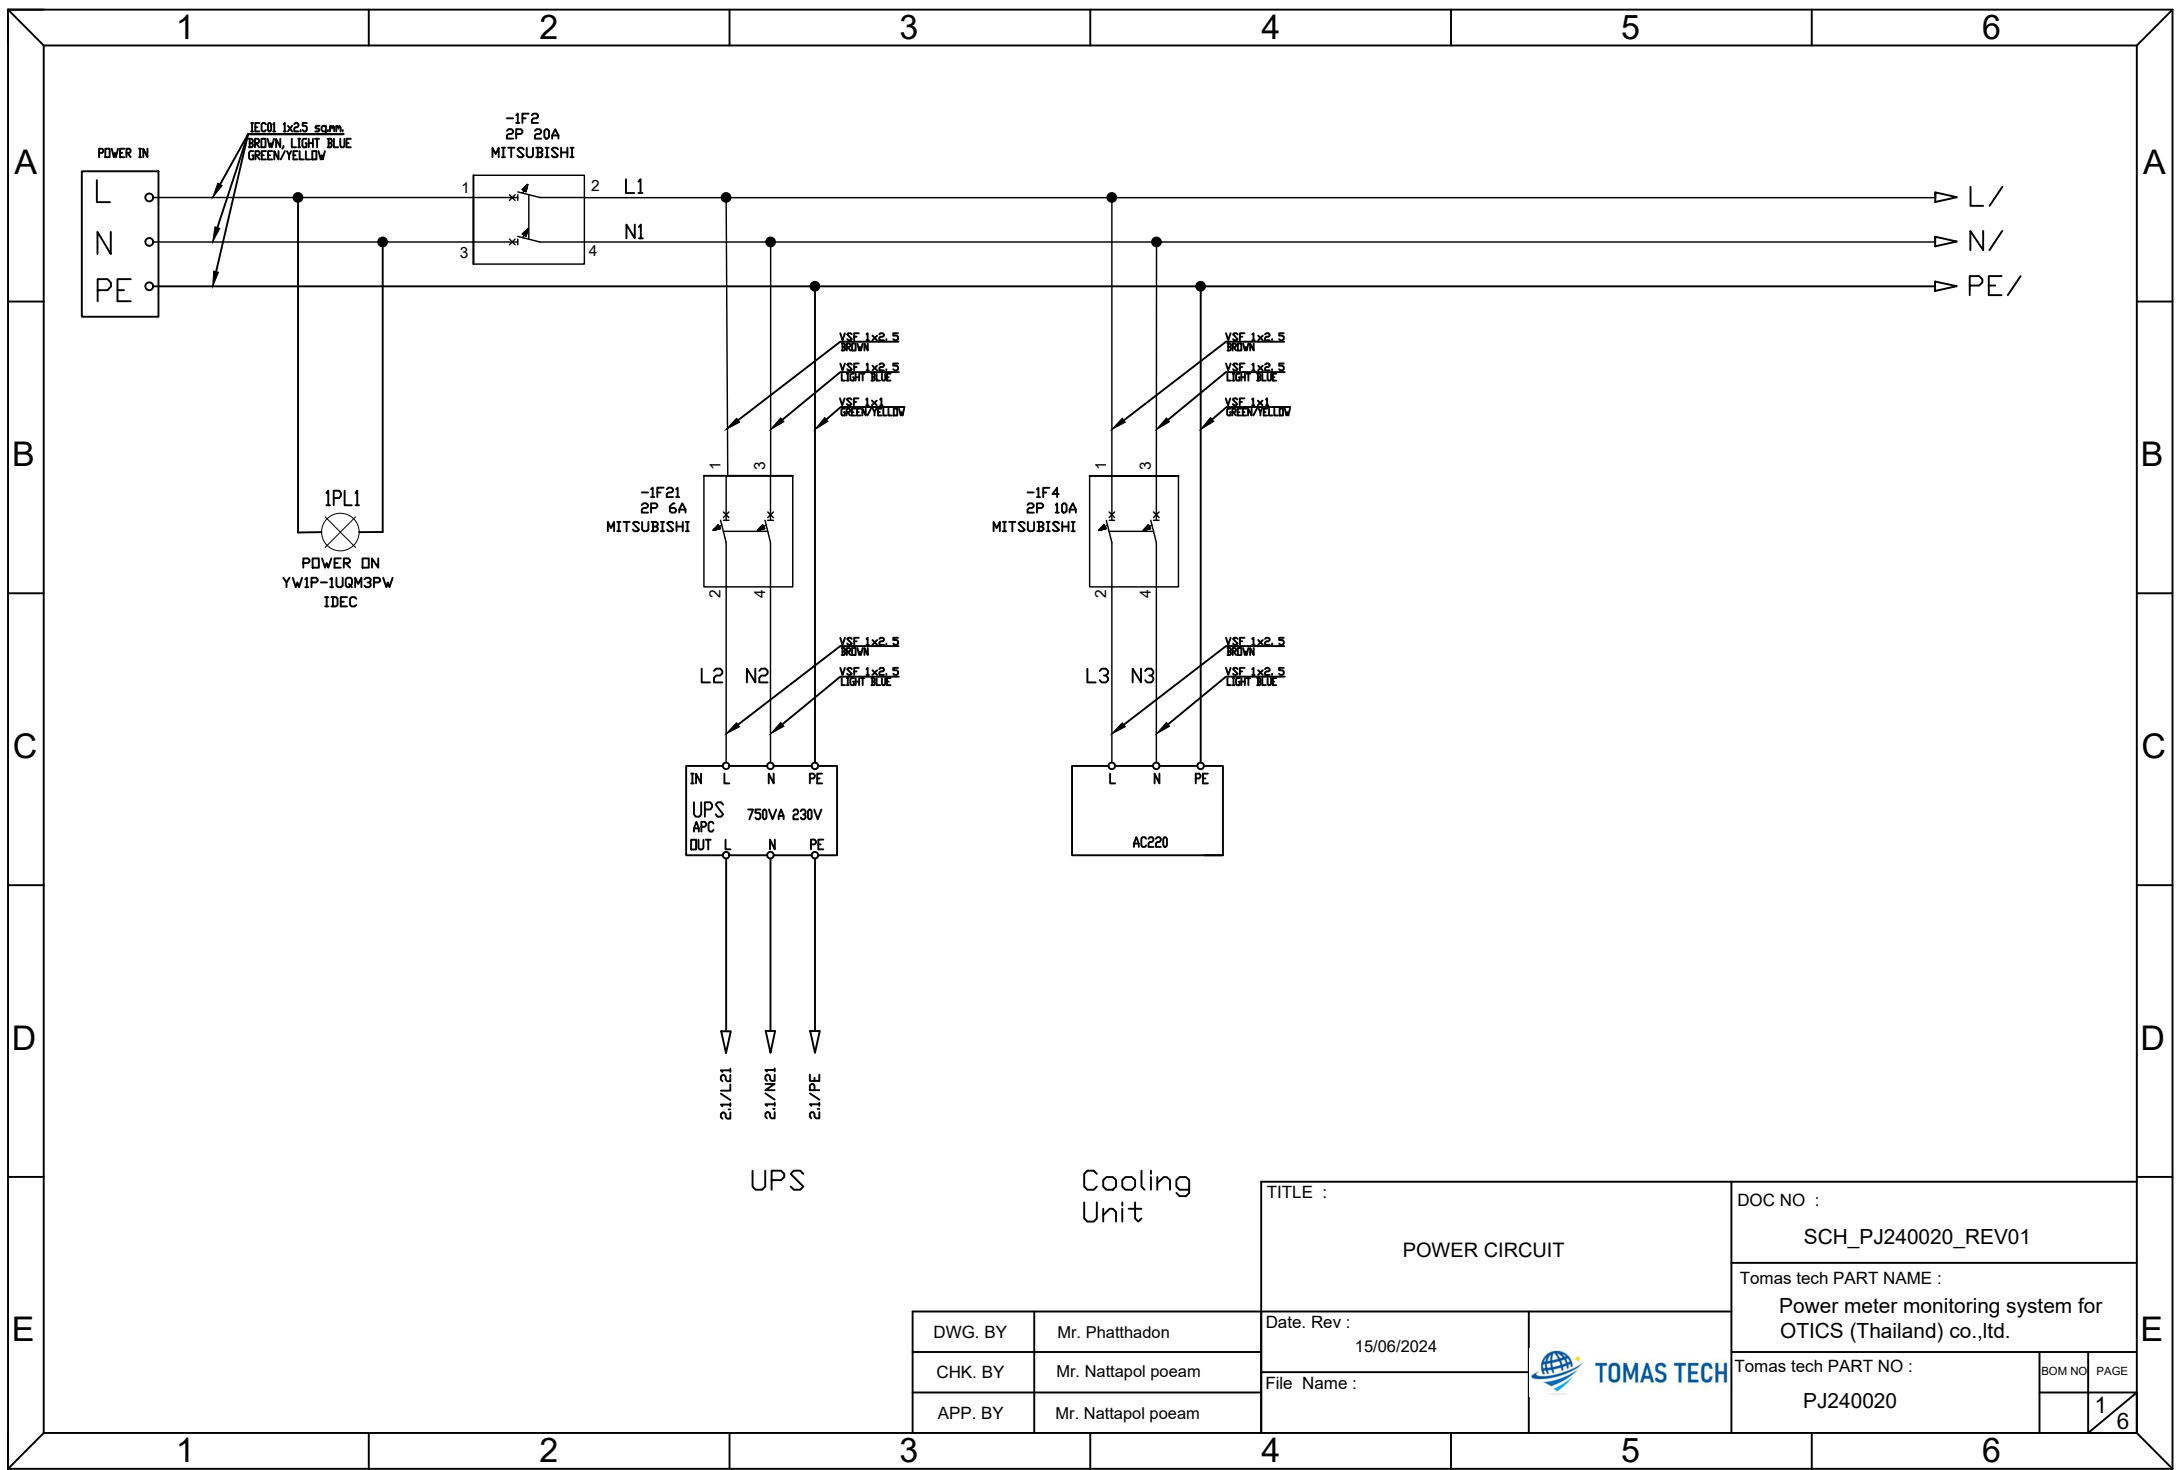 1 2 3 4 5 6
A A
B B
C C
D D
E E
POWER IN
L
N
PE
IEC01 1x2.5 sq.mm.
BROWN, LIGHT BLUE
GREEN/YELLOW
-1F2
2P 20A
MITSUBISHI
1 2
3 4
L1
N1
L/
N/
PE/
1PL1
POWER ON
YW1P-1UQM3PW
IDEC
VSF 1x2.5
BROWN
VSF 1x2.5
LIGHT BLUE
VSF 1x1
GREEN/YELLOW
-1F21
2P 6A
MITSUBISHI
1 3
2 4
L2 N2
VSF 1x2.5
BROWN
VSF 1x2.5
LIGHT BLUE
IN L N PE
UPS 750VA 230V
APC
OUT L N PE
2.1/L21
2.1/N21
2.1/PE
UPS
VSF 1x2.5
BROWN
VSF 1x2.5
LIGHT BLUE
VSF 1x1
GREEN/YELLOW
-1F4
2P 10A
MITSUBISHI
1 3
2 4
L3 N3
VSF 1x2.5
BROWN
VSF 1x2.5
LIGHT BLUE
L N PE
AC220
Cooling
Unit
TITLE :
POWER CIRCUIT
DOC NO :
SCH_PJ240020_REV01
Tomas tech PART NAME :
Power meter monitoring system for
OTICS (Thailand) co.,ltd.
DWG. BY Mr. Phatthadon
CHK. BY Mr. Nattapol poeam
APP. BY Mr. Nattapol poeam
Date. Rev :
15/06/2024
File Name :
TOMAS TECH
Tomas tech PART NO :
PJ240020
BOM NO PAGE
1/6
1 2 3 4 5 6